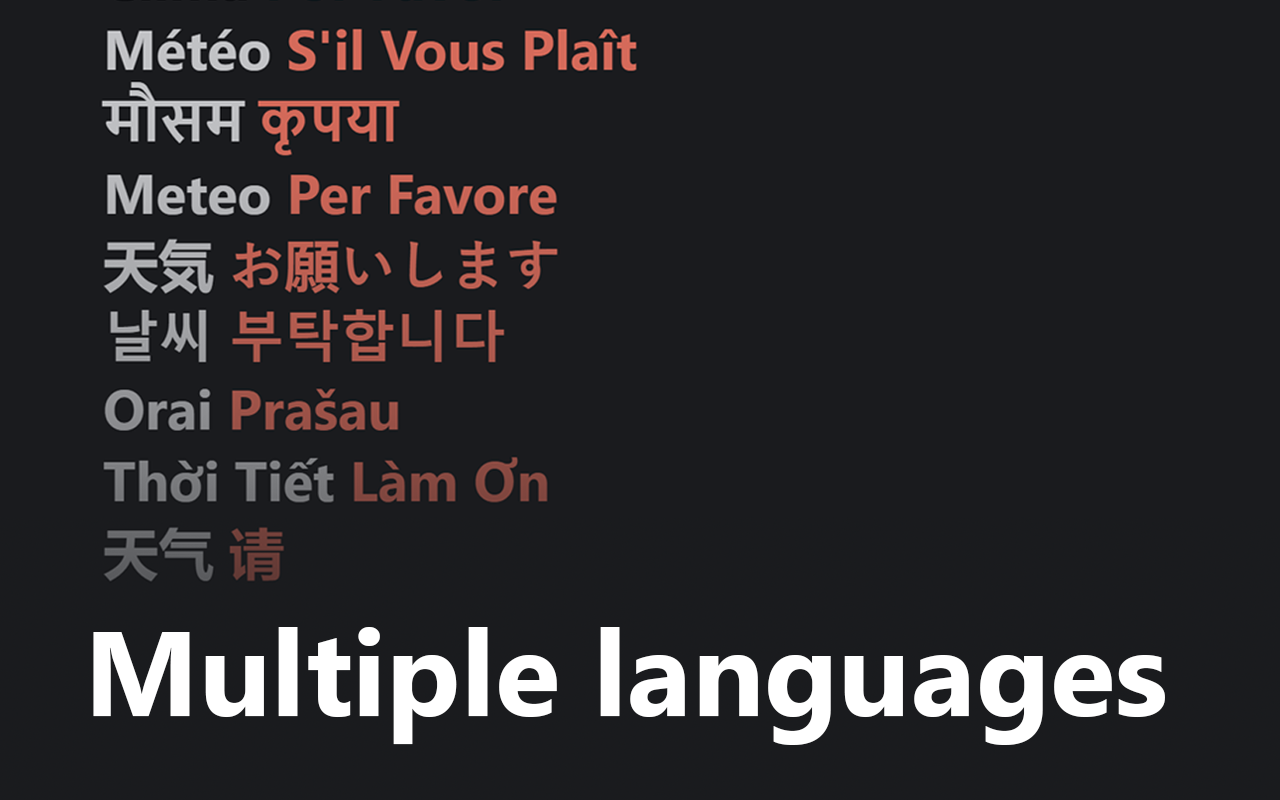 Météo S'il Vous Plaît
मौसम कृपया
Meteo Per Favore
天気 お願いします
날씨 부탁합니다
Orai Prašau
Thời Tiết Làm Ơn
天气 请
Multiple languages